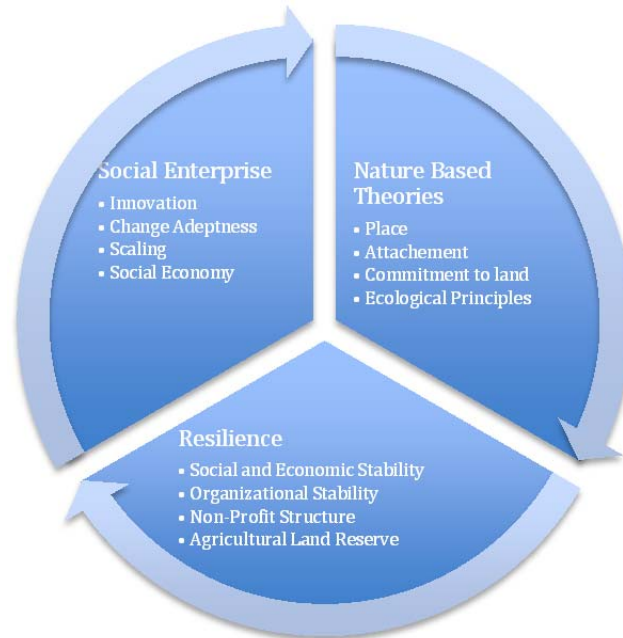 Social Enterprise
▪ Innovation
▪ Change Adeptness
▪ Scaling
▪ Social Economy
Nature Based
Theories
▪ Place
▪ Attachement
▪ Commitment to land
▪ Ecological Principles
Resilience
▪ Social and Economic Stability
▪ Organizational Stability
▪ Non-Profit Structure
▪ Agricultural Land Reserve